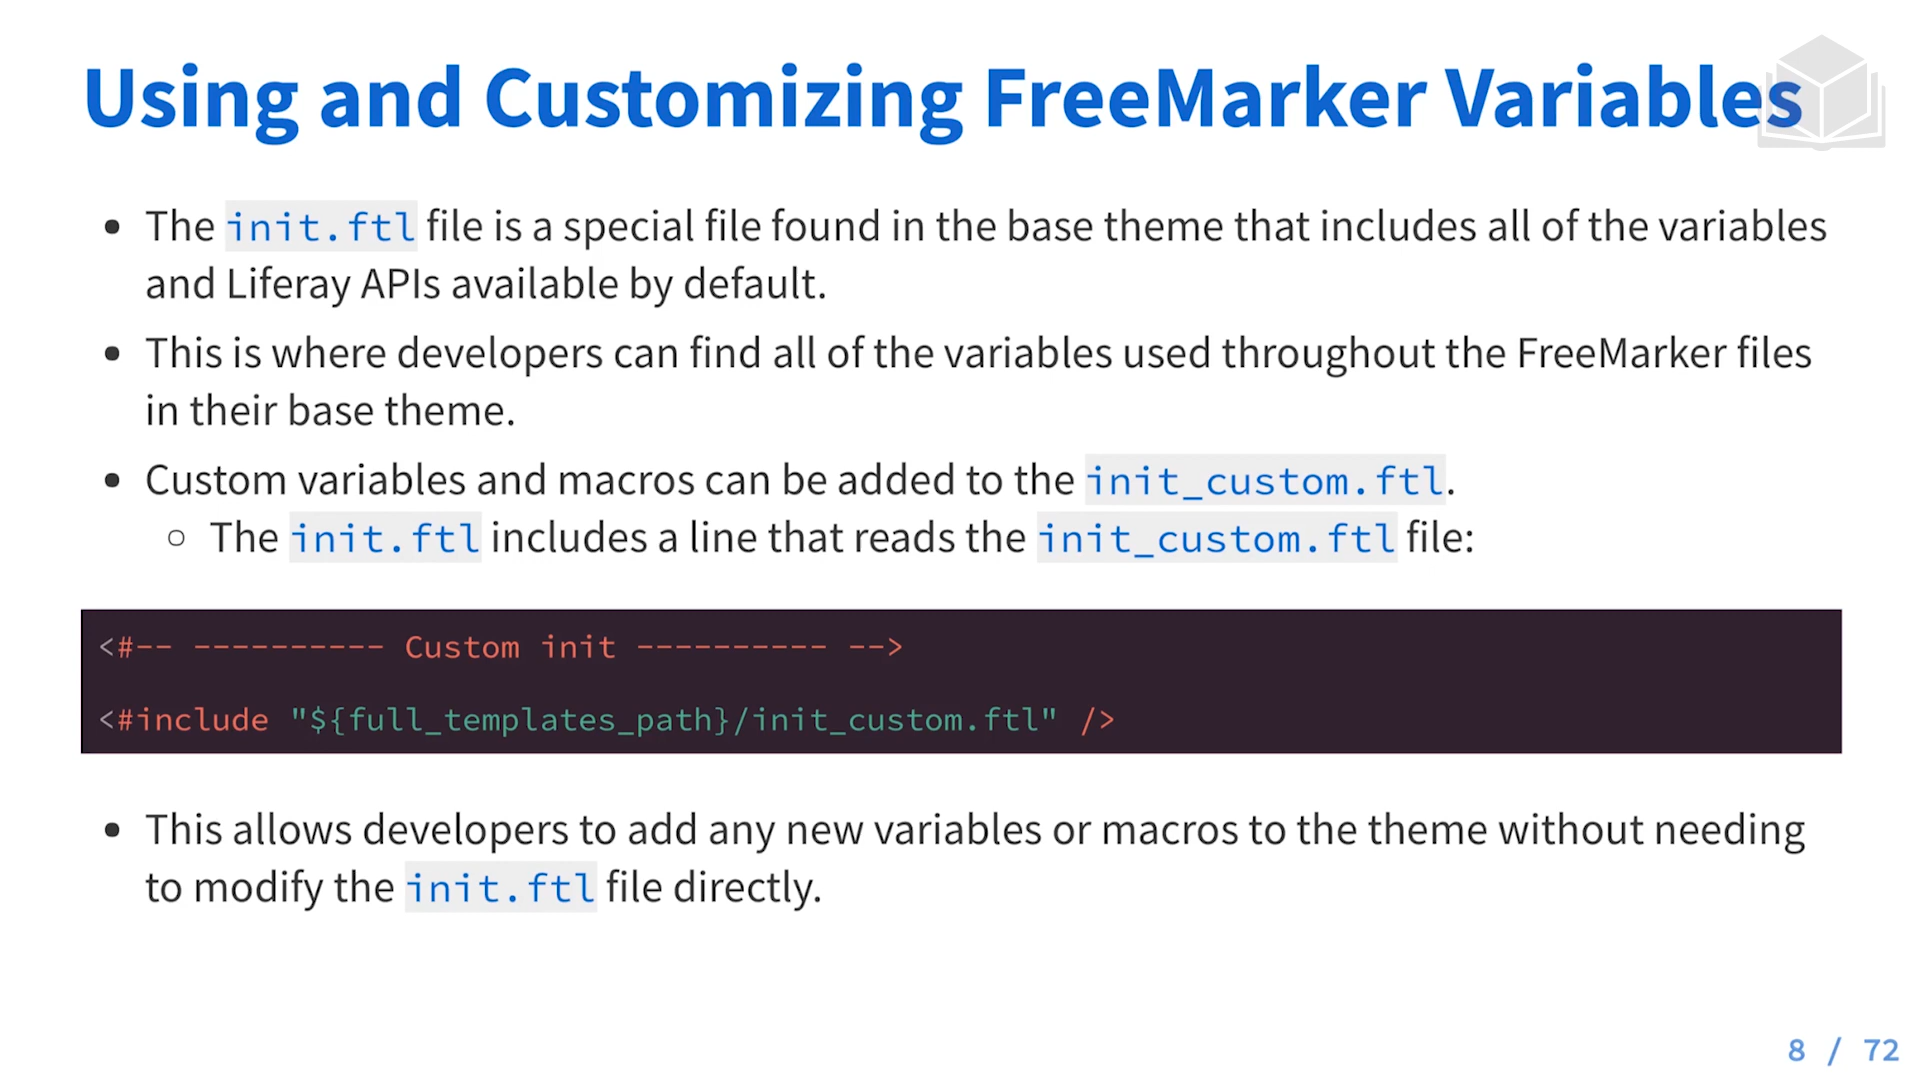 Using and Customizing FreeMarker Variables
• The init.ftl file is a special file found in the base theme that includes all of the variables
and Liferay APIs available by default.
• This is where developers can find all of the variables used throughout the FreeMarker files
in their base theme.
• Custom variables and macros can be added to the init_custom.ftl.
○ The init.ftl includes a line that reads the init_custom.ftl file:
<#-- ---------- Custom init ---------- -->
<#include "${full_templates_path}/init_custom.ftl" />
• This allows developers to add any new variables or macros to the theme without needing
to modify the init.ftl file directly.
8 / 72